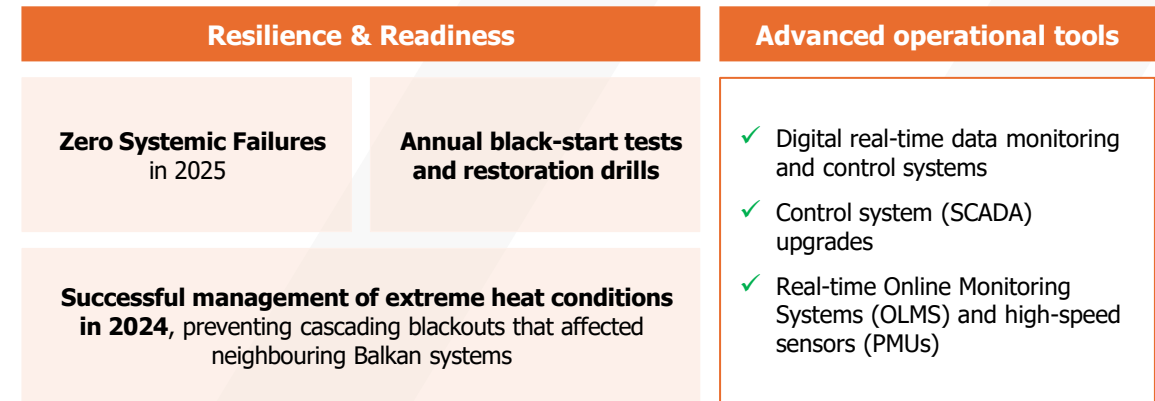 Resilience & Readiness
Zero Systemic Failures
in 2025
Annual black-start tests
and restoration drills
Successful management of extreme heat conditions
in 2024, preventing cascading blackouts that affected
neighbouring Balkan systems
Advanced operational tools
✓ Digital real-time data monitoring
and control systems
✓ Control system (SCADA)
upgrades
✓ Real-time Online Monitoring
Systems (OLMS) and high-speed
sensors (PMUs)